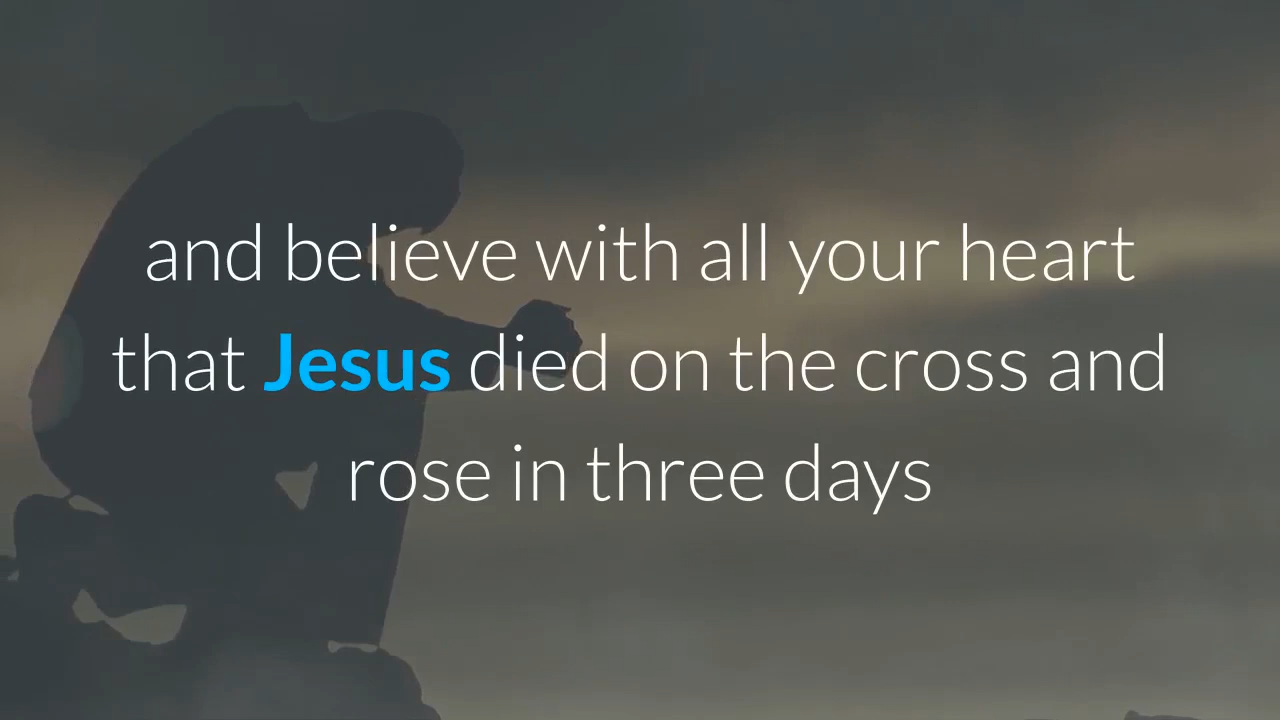 and believe with all your heart
that Jesus died on the cross and
rose in three days